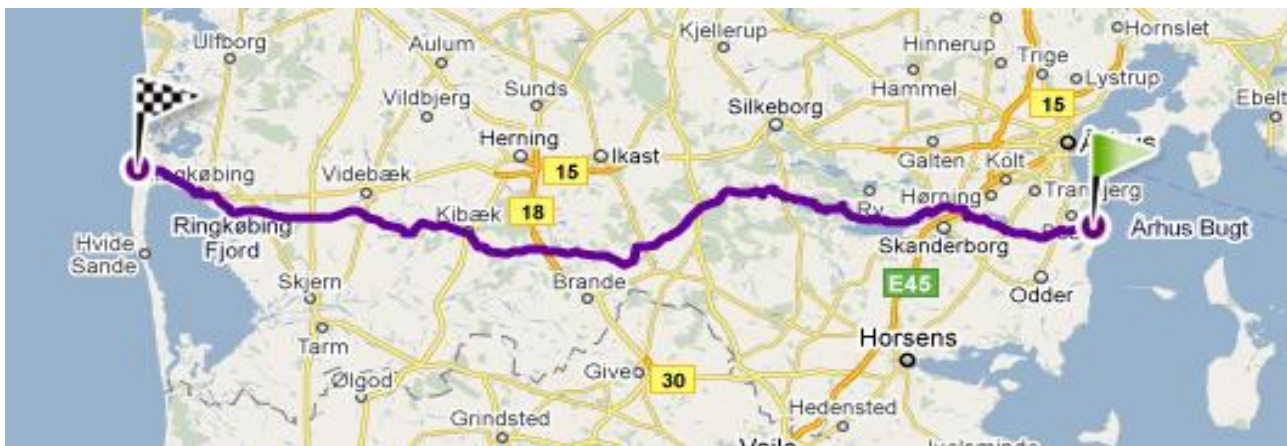 Ulfborg
Aulum
Kjellerup
Hinnerup
Trige
Hornslet
Vildbjerg
Sunds
Hammel
Lystrup
15
Silkeborg
Ebelt
Herning
Ikast
Galten
Kolt
15
Videbæk
Hørning
Tranbjerg
18
Kibæk
Ry
Ringkøbing
Fjord
Skanderborg
Arhus Bugt
Hvide
Sande
Skjern
Brande
E45
Odder
Tarm
Horsens
Ølgod
Give
30
Hedensted
Grindsted